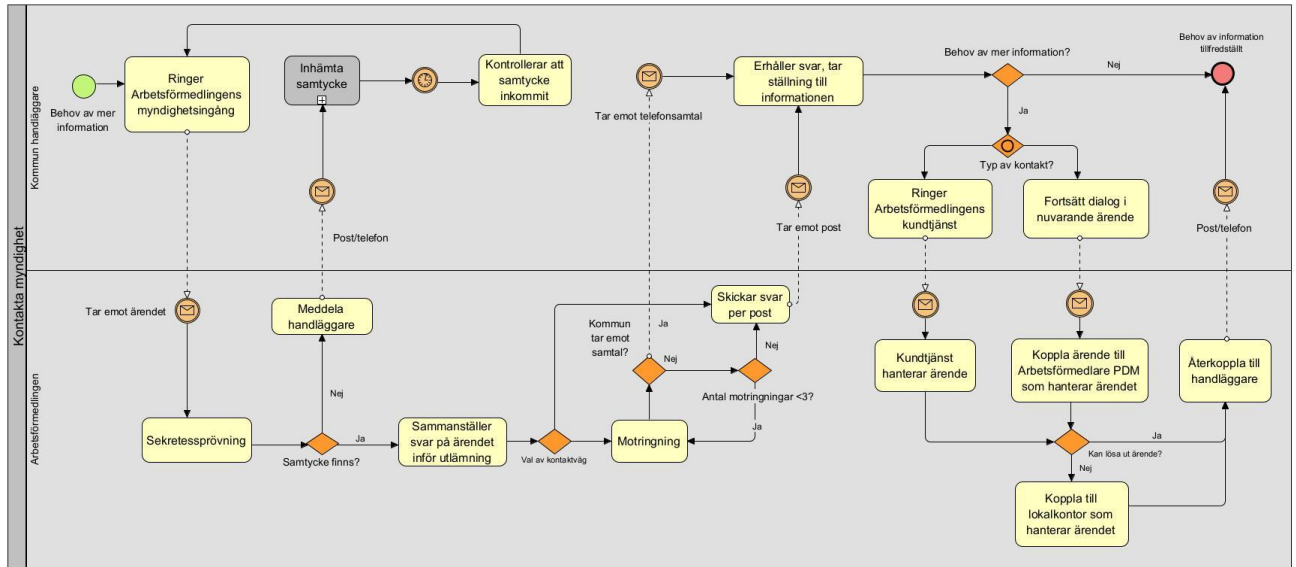 Kontakta myndighet
Kommun handläggare
Behov av mer
information
Ringer
Arbetsförmedlingens
myndighetsingång
Inhämta
samtycke
Kontrollerar att
samtycke
inkommit
Post/telefon
Tar emot telefonsamtal
Erhåller svar, tar
ställning till
informationen
Tar emot post
Behov av mer information?
Nej
Ja
Typ av kontakt?
Ringer
Arbetsförmedlingens
kundtjänst
Fortsätt dialog i
nuvarande ärende
Behov av information
tillfredställt
Post/telefon
Arbetsförmedlingen
Tar emot ärendet
Sekretessprövning
Meddela
handläggare
Nej
Samtycke finns?
Ja
Sammanställer
svar på ärendet
inför utlämning
Val av kontaktväg
Motringning
Kommun
tar emot
samtal?
Ja
Nej
Skickar svar
per post
Nej
Antal motringningar <3?
Ja
Kundtjänst
hanterar ärende
Koppla ärende till
Arbetsförmedlare PDM
som hanterar ärendet
Återkoppla till
handläggare
Kan lösa ut ärende?
Ja
Nej
Koppla till
lokalkontor som
hanterar ärendet